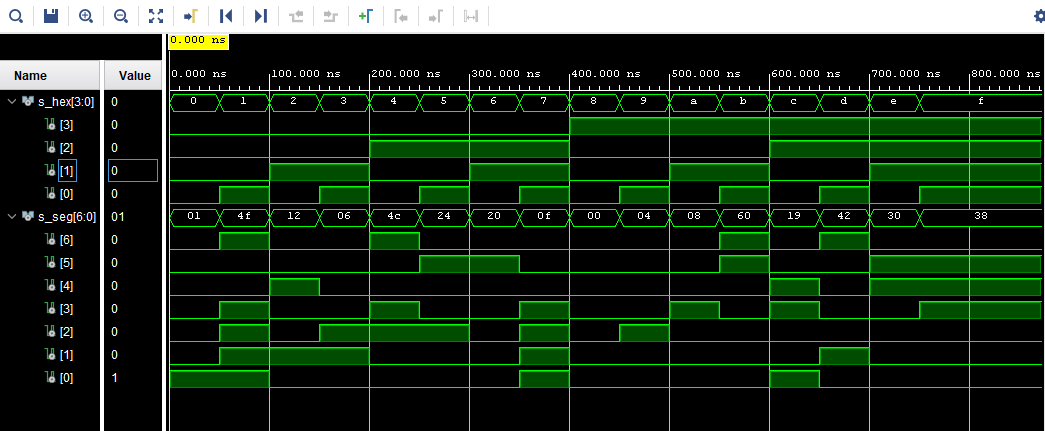 0.000 ns
Name Value 0.000 ns 100.000 ns 200.000 ns 300.000 ns 400.000 ns 500.000 ns 600.000 ns 700.000 ns 800.000 ns
s_hex[3:0] 0 0 1 2 3 4 5 6 7 8 9 a b c d e f
[3] 0
[2] 0
[1] 0
[0] 0
s_seg[6:0] 01 01 4f 12 06 4c 24 20 0f 00 04 08 60 19 42 30 38
[6] 0
[5] 0
[4] 0
[3] 0
[2] 0
[1] 0
[0] 1